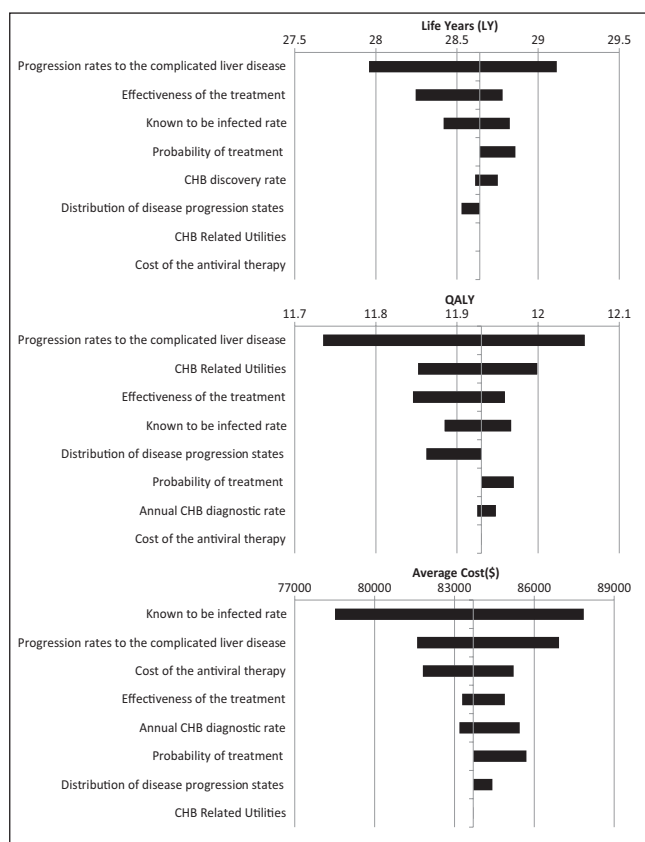 Life Years (LY)
27.5 28 28.5 29 29.5
Progression rates to the complicated liver disease
Effectiveness of the treatment
Known to be infected rate
Probability of treatment
CHB discovery rate
Distribution of disease progression states
CHB Related Utilities
Cost of the antiviral therapy
QALY
11.7 11.8 11.9 12 12.1
Progression rates to the complicated liver disease
CHB Related Utilities
Effectiveness of the treatment
Known to be infected rate
Distribution of disease progression states
Probability of treatment
Annual CHB diagnostic rate
Cost of the antiviral therapy
Average Cost($)
77000 80000 83000 86000 89000
Known to be infected rate
Progression rates to the complicated liver disease
Cost of the antiviral therapy
Effectiveness of the treatment
Annual CHB diagnostic rate
Probability of treatment
Distribution of disease progression states
CHB Related Utilities